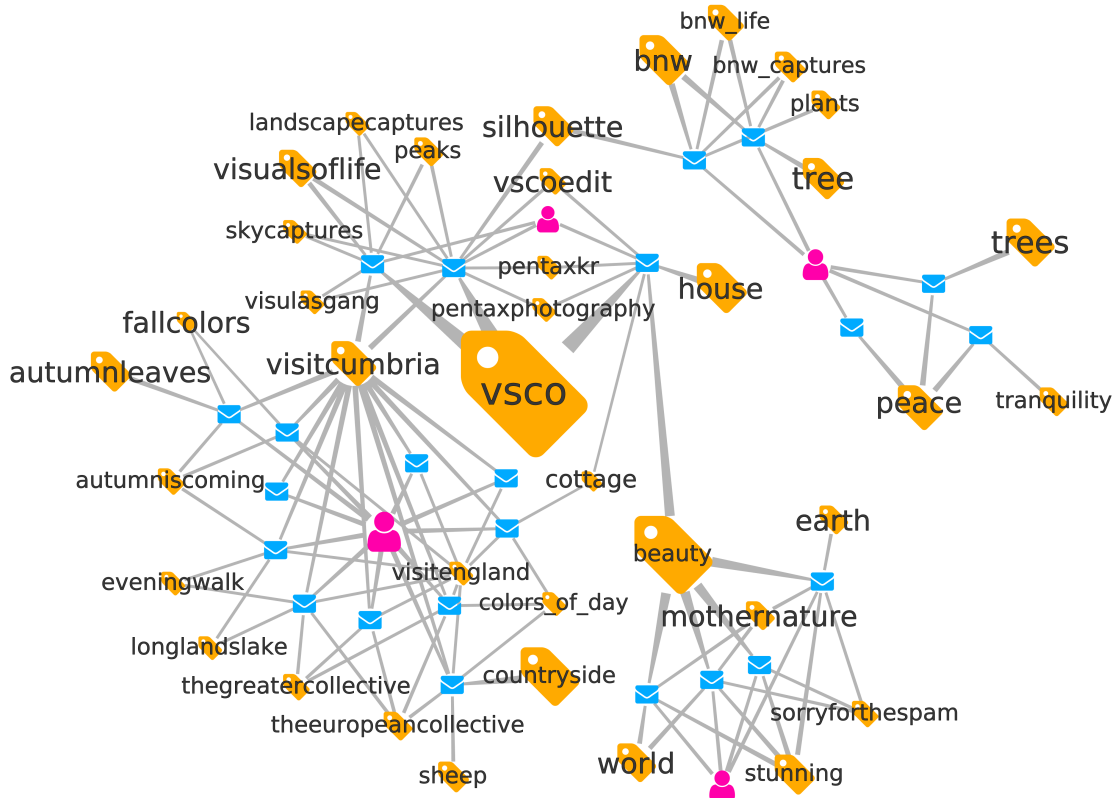 bnw_life
bnw
bnw_captures
plants
landscapecaptures
silhouette
peaks
visualsoflife
vscoedit
tree
skycaptures
trees
pentaxkr
house
visulasgang
pentaxphotography
fallcolors
visitcumbria
autumnleaves
vsco
peace
tranquility
autumniscoming
cottage
earth
beauty
visitengland
eveningwalk
colors_of_day
mothernature
longlandslake
countryside
thegreatercollective
sorryforthespam
theeuropeancollective
world
stunning
sheep